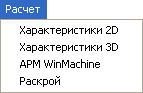 Расчет
Характеристики 2D
Характеристики 3D
APM WinMachine
Раскрой